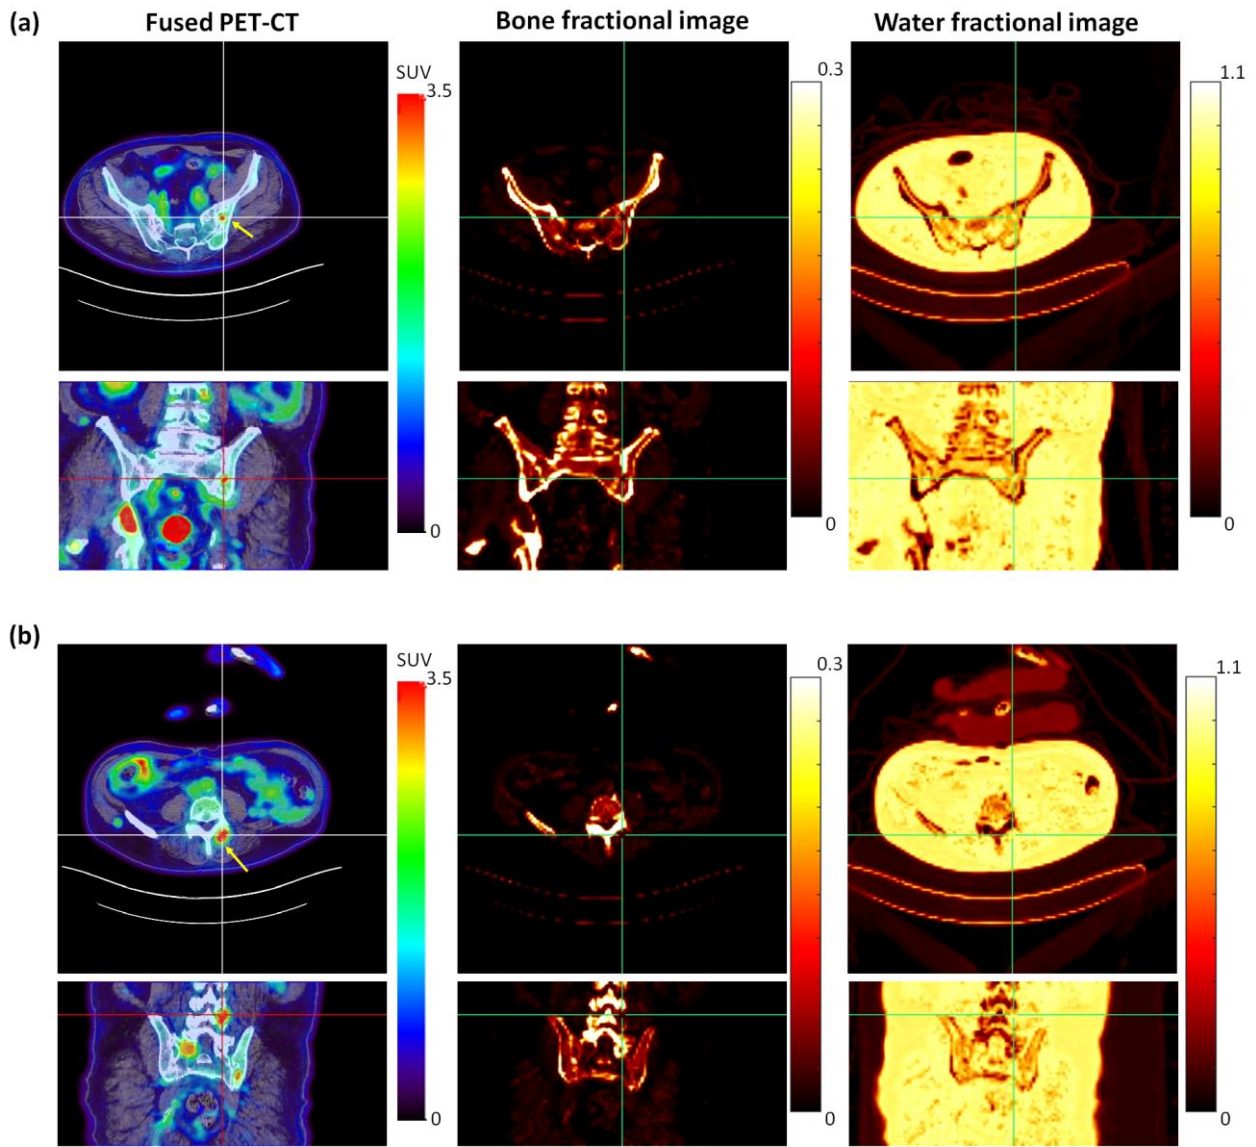 (a)
Fused PET-CT
Bone fractional image
Water fractional image
SUV
3.5
0
0.3
0
1.1
0
(b)
SUV
3.5
0
0.3
0
1.1
0